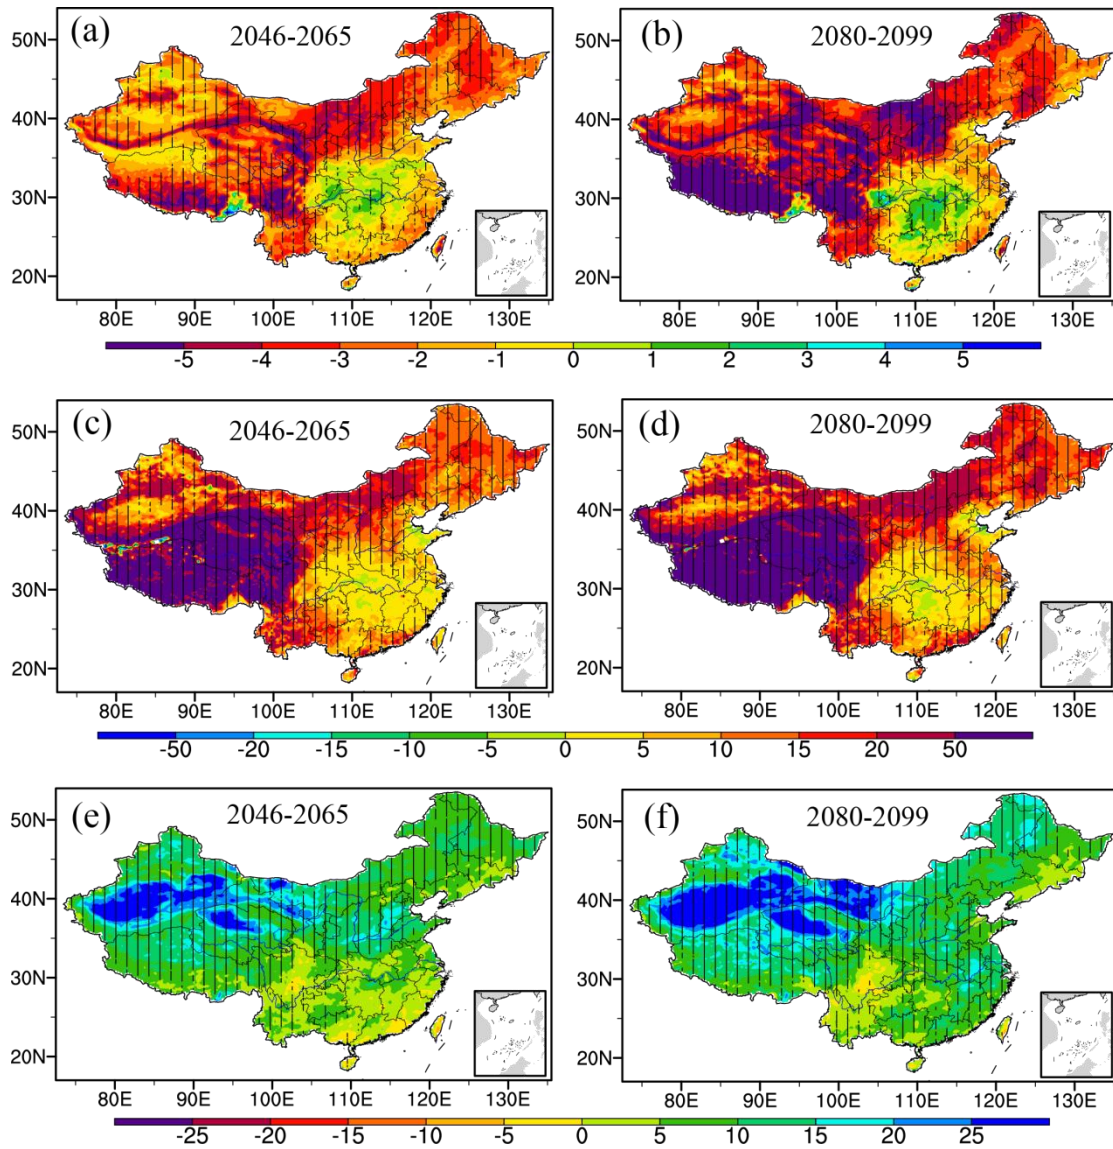 (a) 2046-2065
50N
40N
30N
20N
80E 90E 100E 110E 120E 130E
(b) 2080-2099
50N
40N
30N
20N
80E 90E 100E 110E 120E 130E
-5 -4 -3 -2 -1 0 1 2 3 4 5
(c) 2046-2065
50N
40N
30N
20N
80E 90E 100E 110E 120E 130E
(d) 2080-2099
50N
40N
30N
20N
80E 90E 100E 110E 120E 130E
-50 -20 -15 -10 -5 0 5 10 15 20 50
(e) 2046-2065
50N
40N
30N
20N
80E 90E 100E 110E 120E 130E
(f) 2080-2099
50N
40N
30N
20N
80E 90E 100E 110E 120E 130E
-25 -20 -15 -10 -5 0 5 10 15 20 25